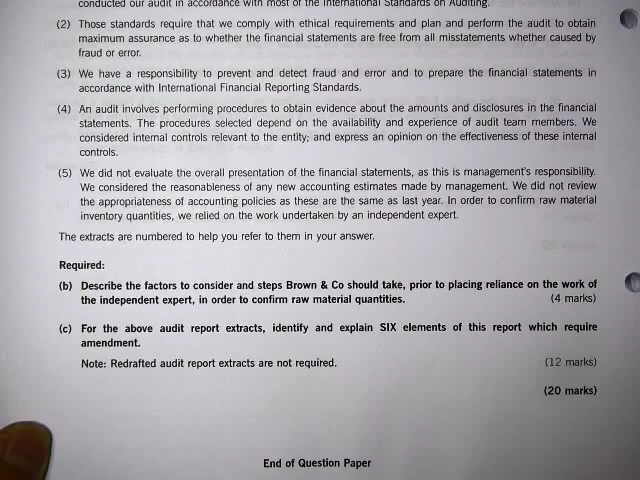 conducted our audit in accordance with most of the International Standards on Auditing.
(2) Those standards require that we comply with ethical requirements and plan and perform the audit to obtain
maximum assurance as to whether the financial statements are free from all misstatements whether caused by
fraud or error.
(3) We have a responsibility to prevent and detect fraud and error and to prepare the financial statements in
accordance with International Financial Reporting Standards.
(4) An audit involves performing procedures to obtain evidence about the amounts and disclosures in the financial
statements. The procedures selected depend on the availability and experience of audit team members. We
considered internal controls relevant to the entity; and express an opinion on the effectiveness of these internal
controls.
(5) We did not evaluate the overall presentation of the financial statements, as this is management's responsibility.
We considered the reasonableness of any new accounting estimates made by management. We did not review
the appropriateness of accounting policies as these are the same as last year. In order to confirm raw material
inventory quantities, we relied on the work undertaken by an independent expert.
The extracts are numbered to help you refer to them in your answer.
Required:
(b) Describe the factors to consider and steps Brown & Co should take, prior to placing reliance on the work of
the independent expert, in order to confirm raw material quantities. (4 marks)
(c) For the above audit report extracts, identify and explain SIX elements of this report which require
amendment.
Note: Redrafted audit report extracts are not required. (12 marks)
(20 marks)
End of Question Paper